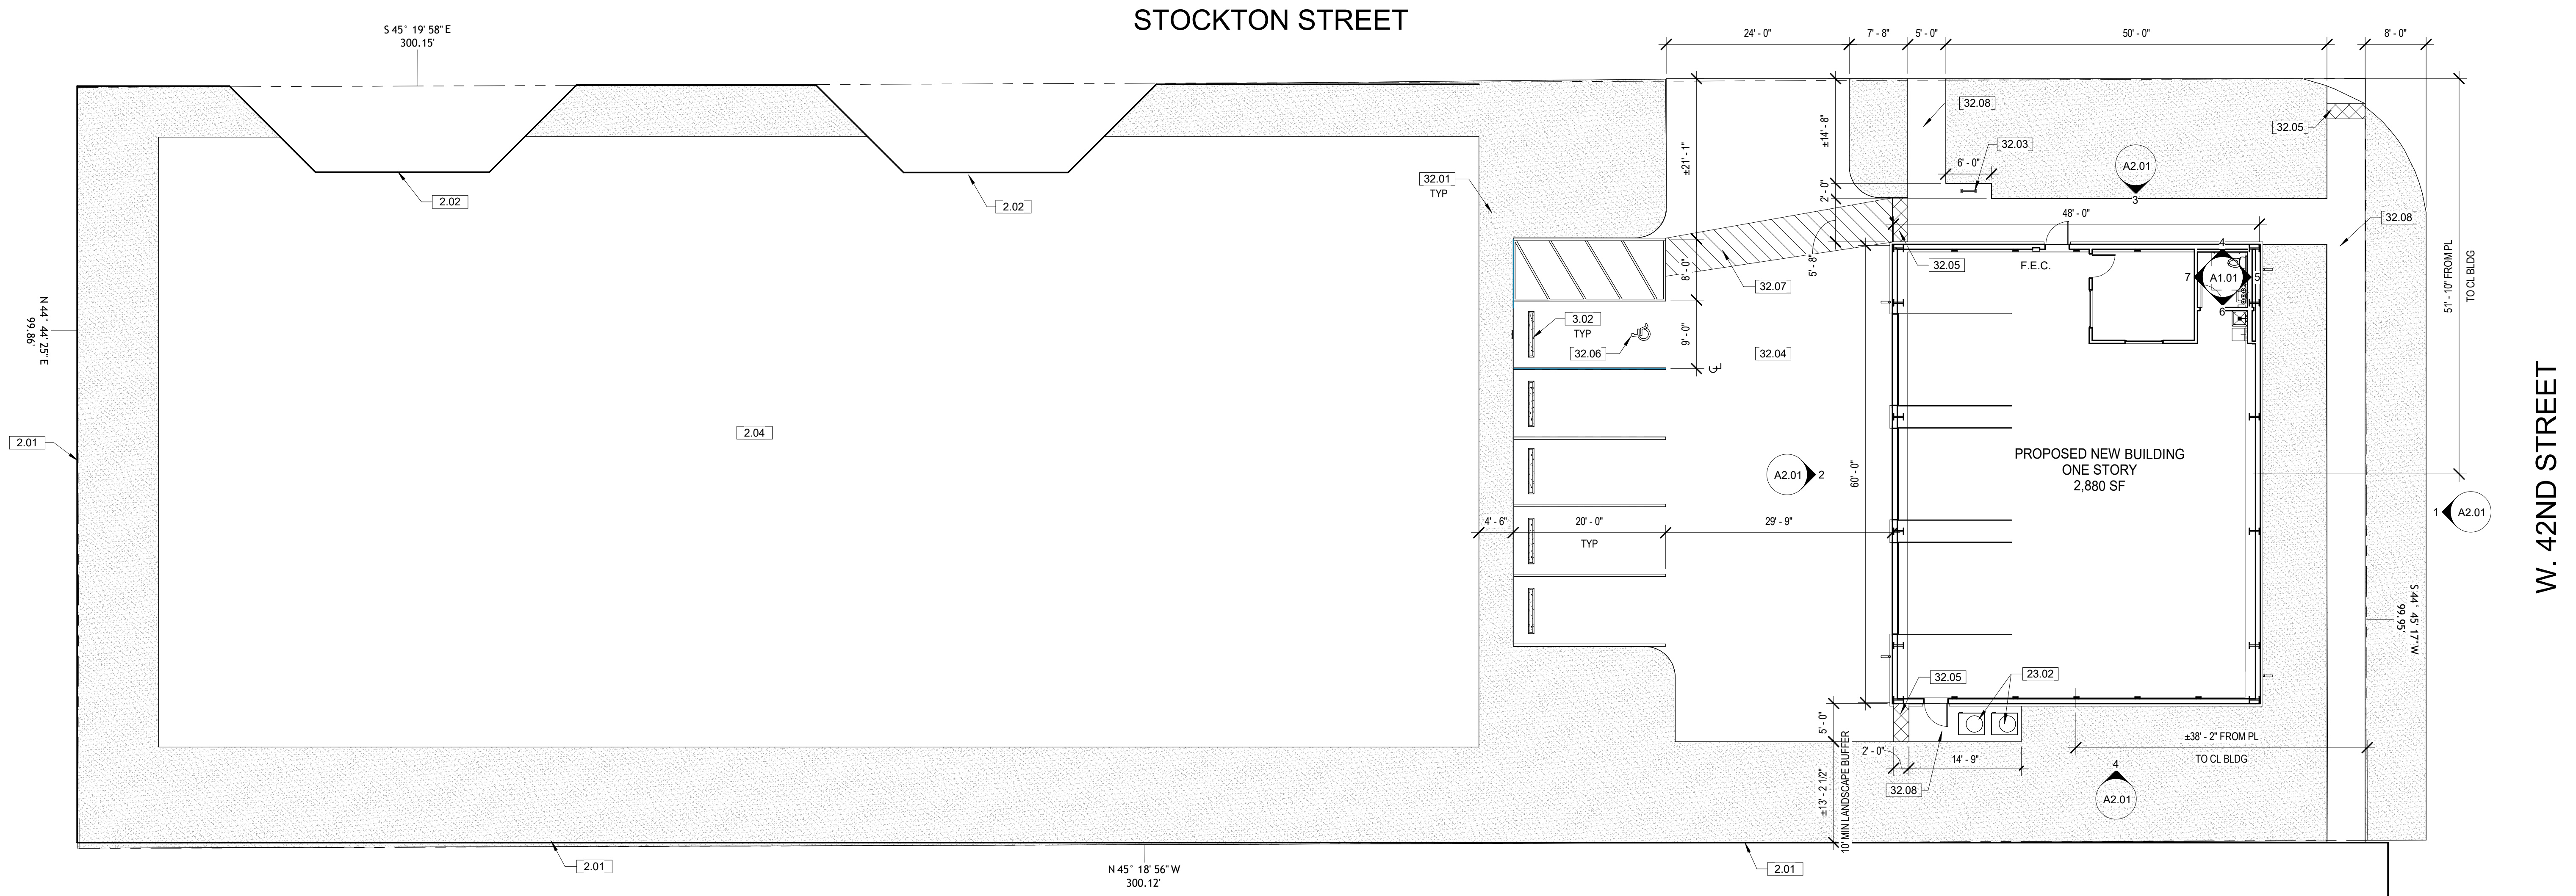 STOCKTON STREET
S 45° 19' 58" E
300.15'
24' - 0"
7' - 8"
5' - 0"
50' - 0"
8' - 0"
32.08
32.05
±14' - 8"
32.03
A2.01
3
±21' - 1"
6' - 0"
32.01
TYP
2.02
2.02
2' - 0"
48' - 0"
32.08
5' - 8"
32.05
F.E.C.
4
7
A1.01
5
6
32.07
8' - 0"
51' - 10" FROM PL
TO CL BLDG
N 44° 44' 25" E
99.86'
3.02
TYP
32.06
9' - 0"
32.04
W. 42ND STREET
2.01
2.04
PROPOSED NEW BUILDING
ONE STORY
2,880 SF
A2.01
2
60' - 0"
1
A2.01
4' - 6"
20' - 0"
TYP
29' - 9"
S 44° 45' 17" W
99.95'
32.05
23.02
5' - 0"
±38' - 2" FROM PL
TO CL BLDG
2' - 0"
14' - 9"
32.08
±13' - 2 1/2"
10' MIN LANDSCAPE BUFFER
4
A2.01
2.01
N 45° 18' 56" W
300.12'
2.01